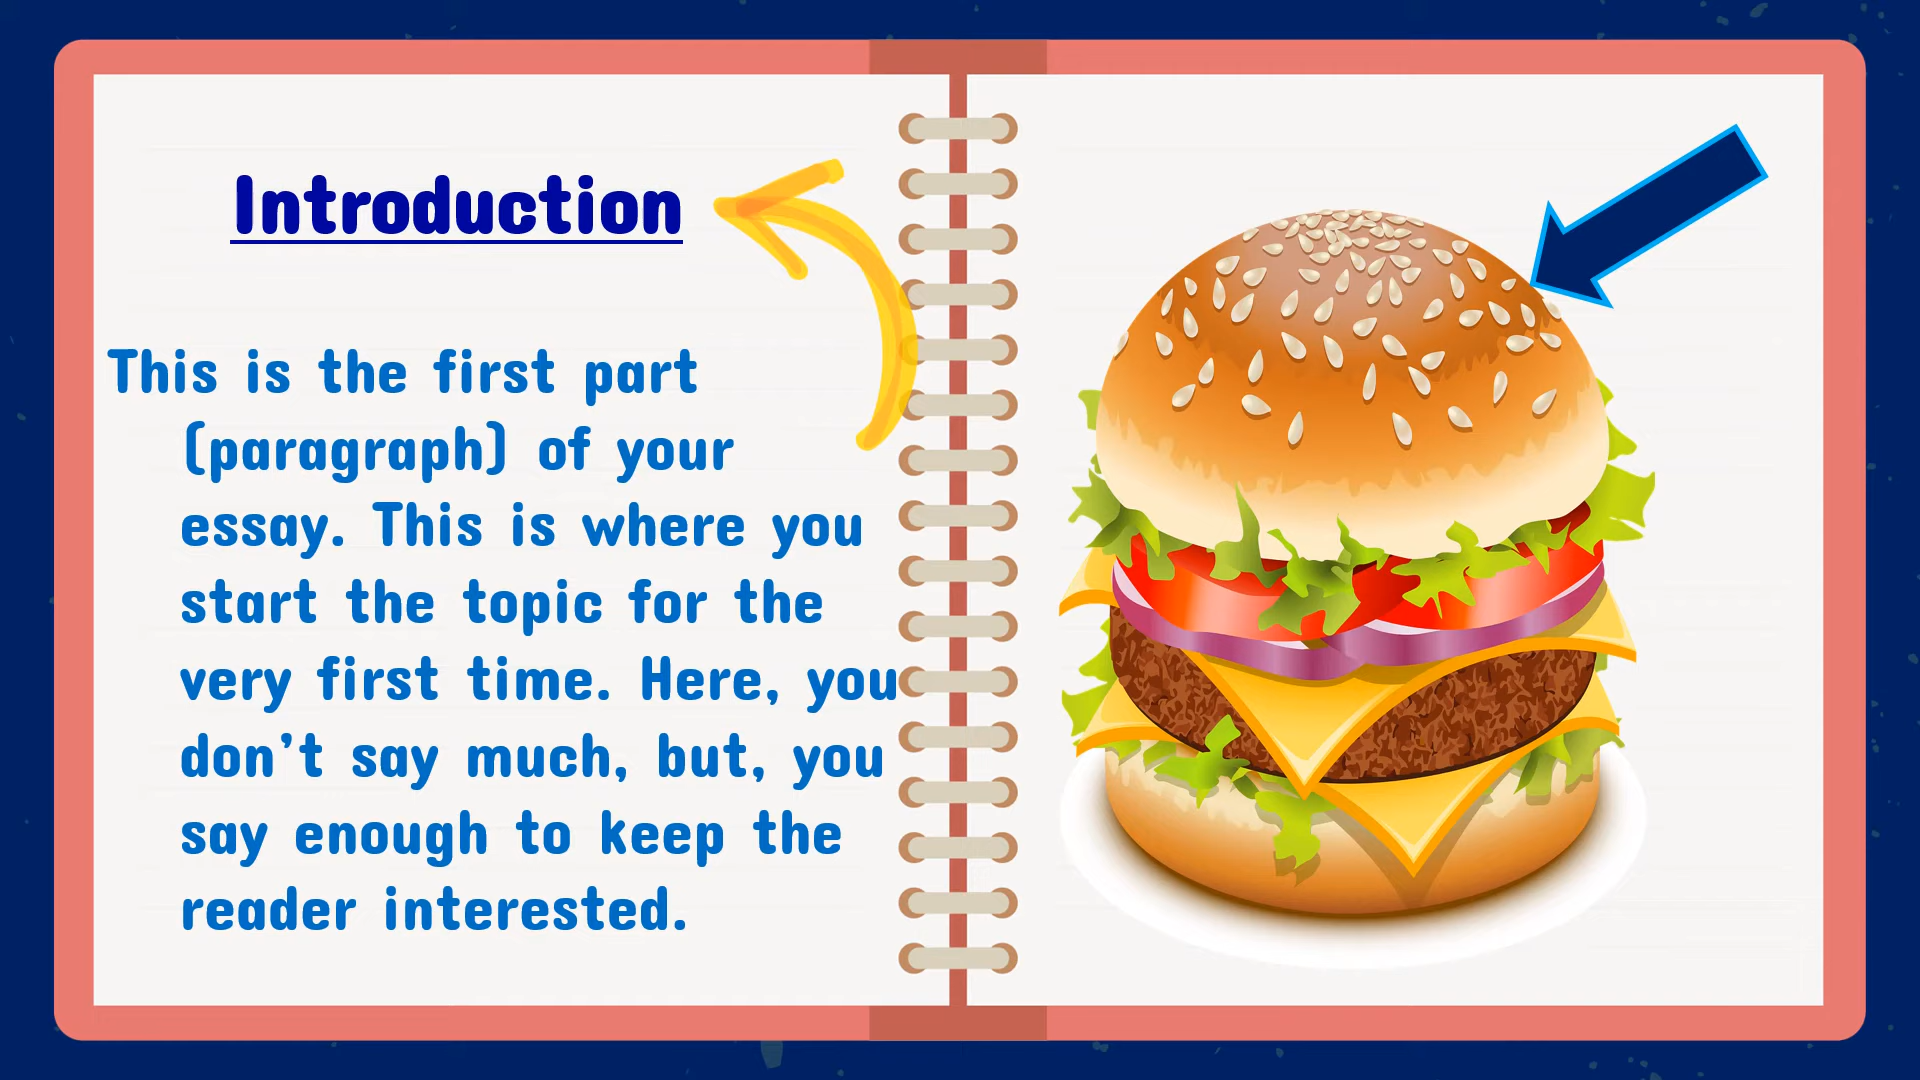 Introduction
This is the first part
(paragraph) of your
essay. This is where you
start the topic for the
very first time. Here, you
don’t say much, but, you
say enough to keep the
reader interested.